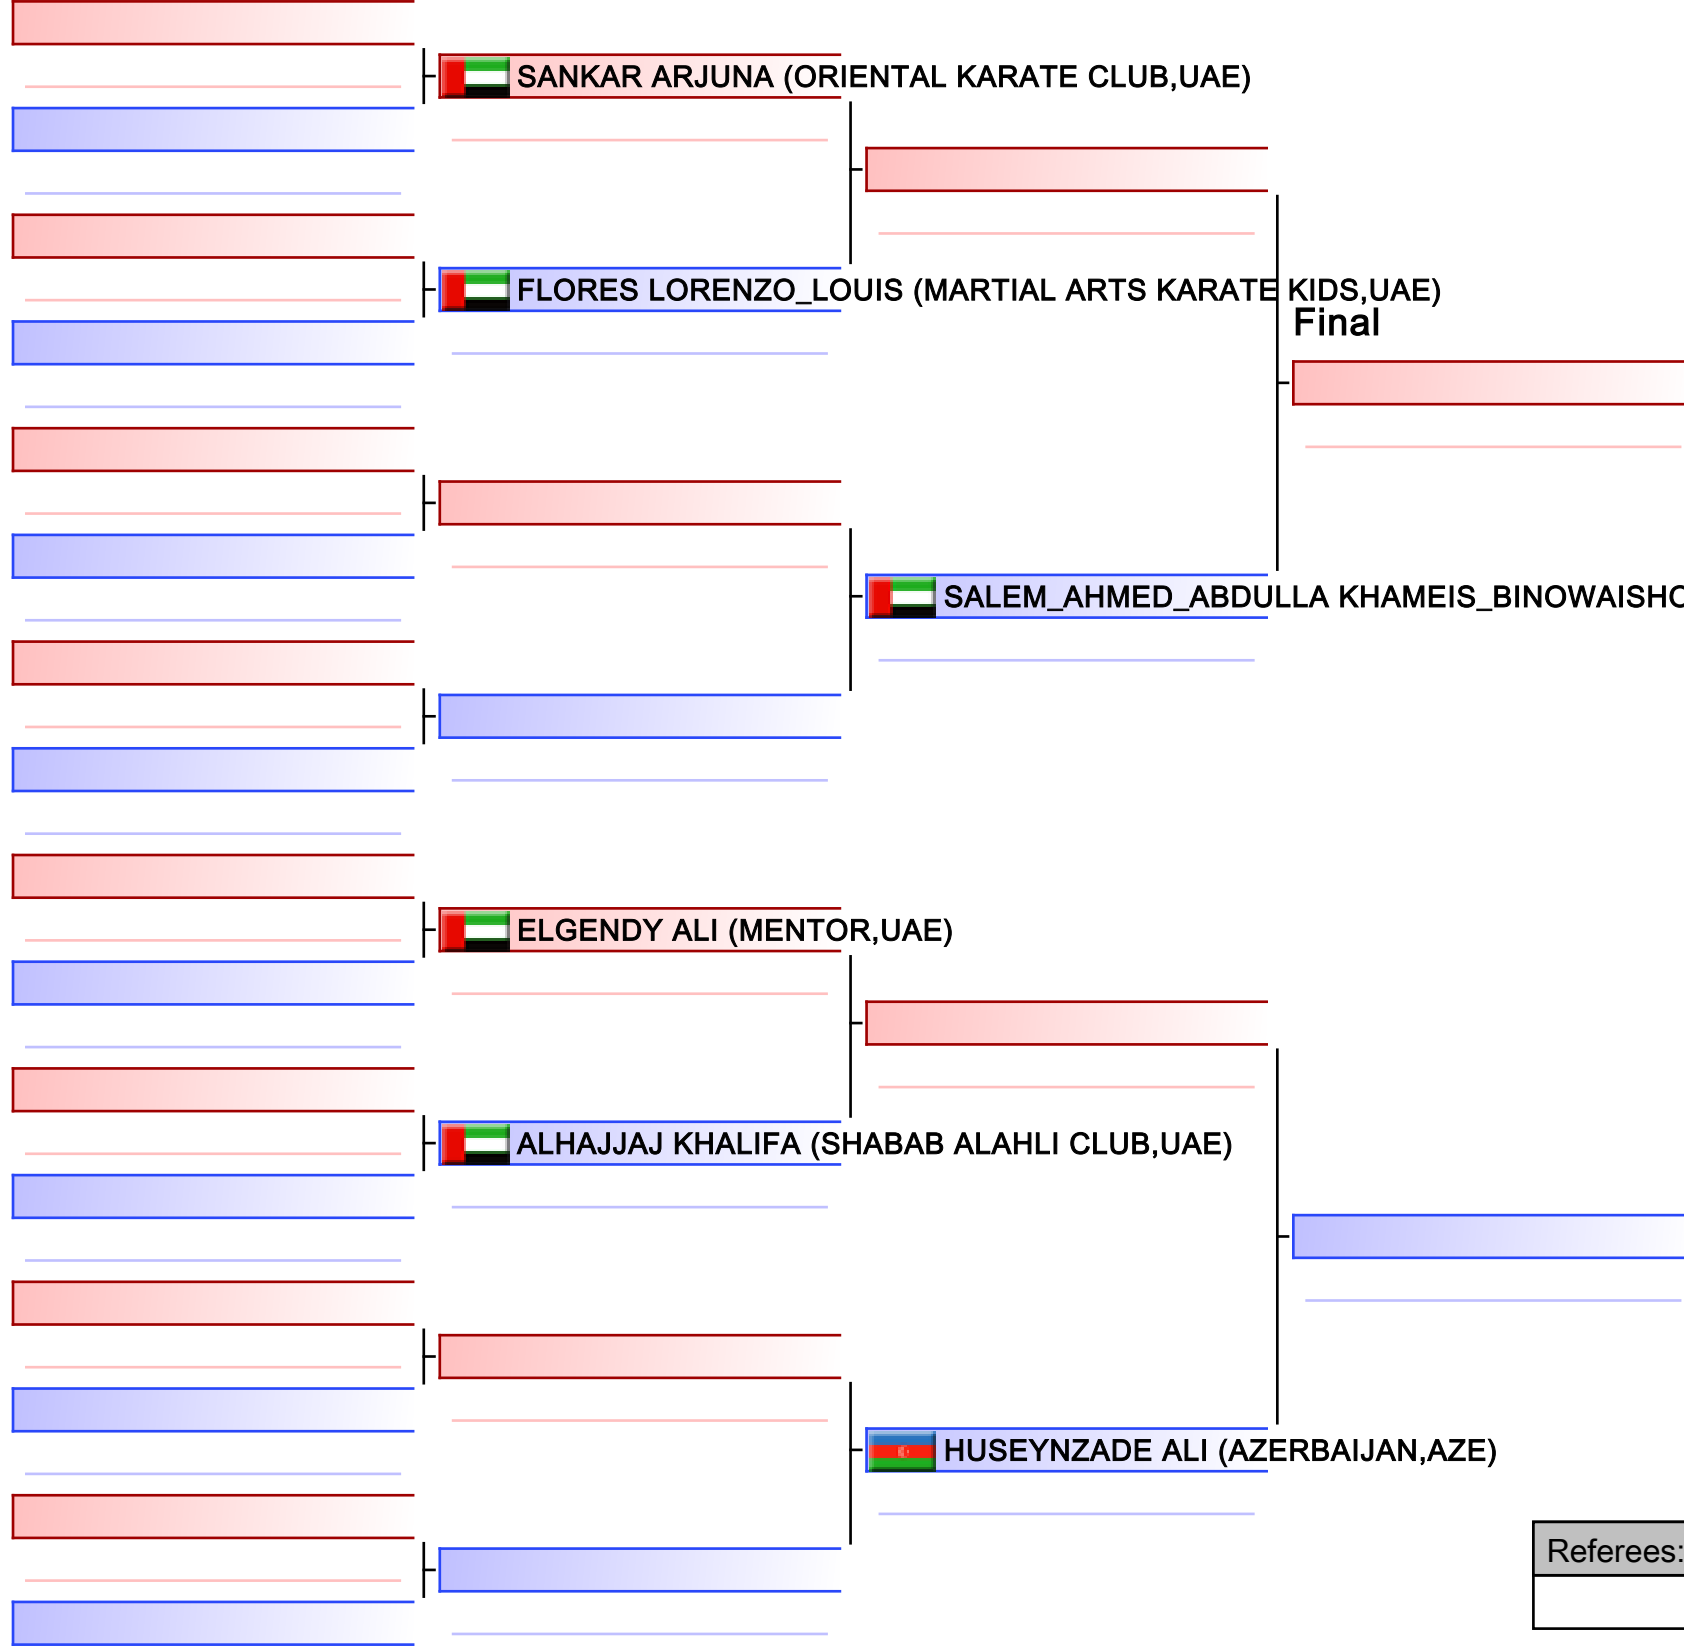 SANKAR ARJUNA (ORIENTAL KARATE CLUB,UAE)
FLORES LORENZO_LOUIS (MARTIAL ARTS KARATE KIDS,UAE)
Final
SALEM_AHMED_ABDULLA KHAMEIS_BINOWAISHO
ELGENDY ALI (MENTOR,UAE)
ALHAJJAJ KHALIFA (SHABAB ALAHLI CLUB,UAE)
HUSEYNZADE ALI (AZERBAIJAN,AZE)
Referees: